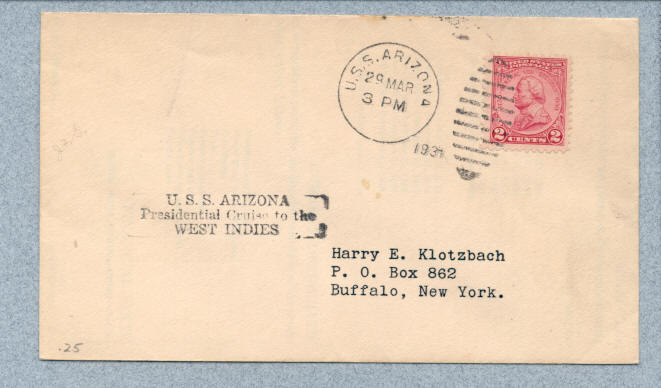 U.S.S. ARIZONA
29 MAR
3 PM
1931
2 CENTS 2
U. S. S. ARIZONA
Presidential Cruise to the
WEST INDIES
Harry E. Klotzbach
P. O. Box 862
Buffalo, New York.
.25